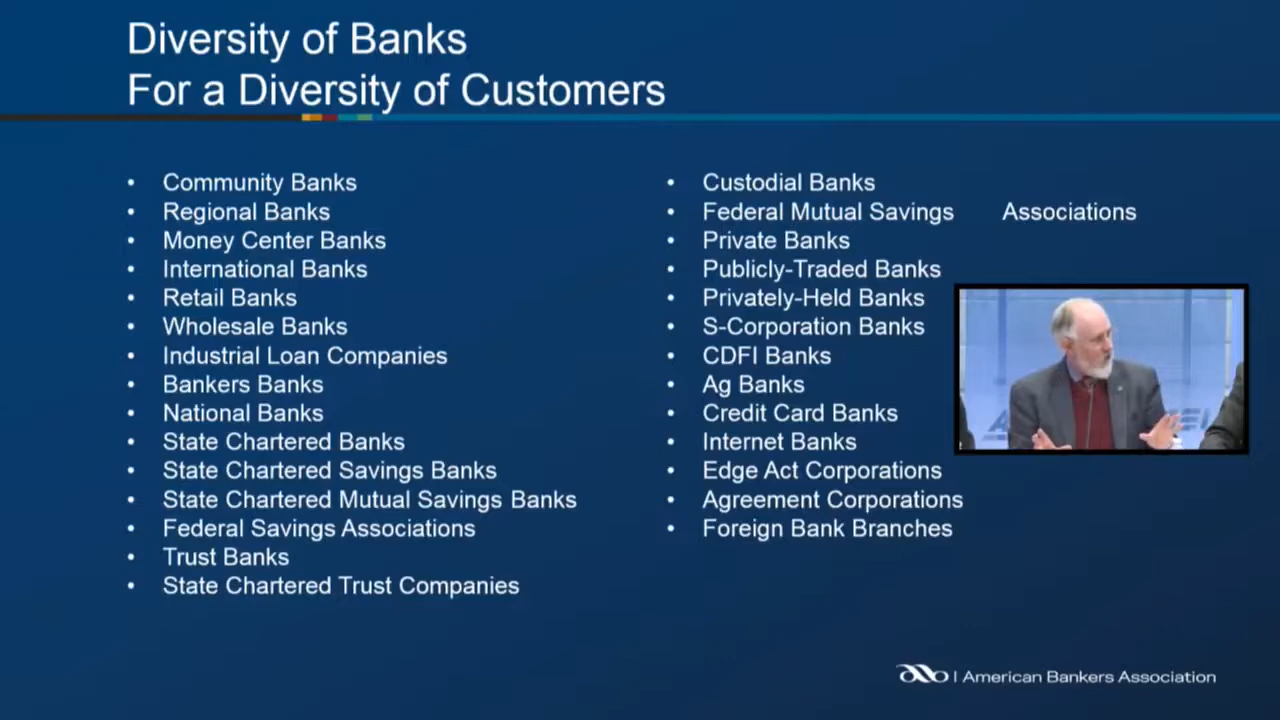 Diversity of Banks
For a Diversity of Customers
• Community Banks
• Regional Banks
• Money Center Banks
• International Banks
• Retail Banks
• Wholesale Banks
• Industrial Loan Companies
• Bankers Banks
• National Banks
• State Chartered Banks
• State Chartered Savings Banks
• State Chartered Mutual Savings Banks
• Federal Savings Associations
• Trust Banks
• State Chartered Trust Companies
• Custodial Banks
• Federal Mutual Savings Associations
• Private Banks
• Publicly-Traded Banks
• Privately-Held Banks
• S-Corporation Banks
• CDFI Banks
• Ag Banks
• Credit Card Banks
• Internet Banks
• Edge Act Corporations
• Agreement Corporations
• Foreign Bank Branches
American Bankers Association